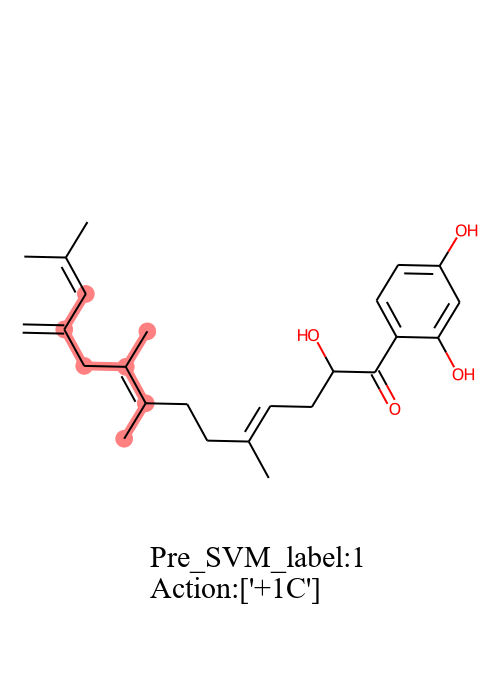 OH
HO
OH
O
Pre_SVM_label:1
Action:['+1C']